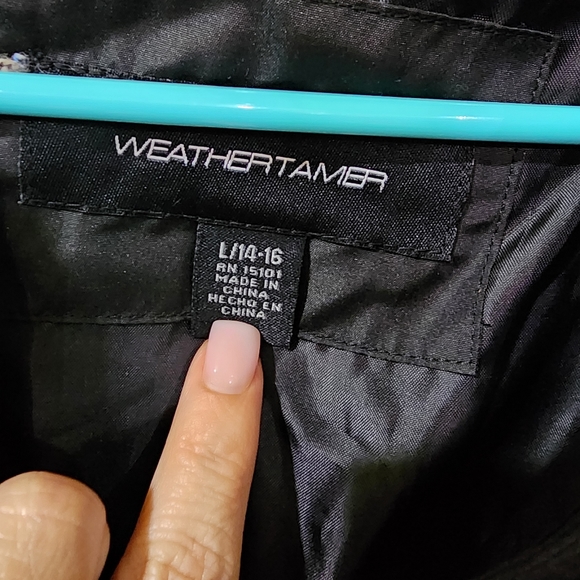 WEATHERTAMER
L/14-16
RN 15101
MADE IN
CHINA
HECHO EN
CHINA